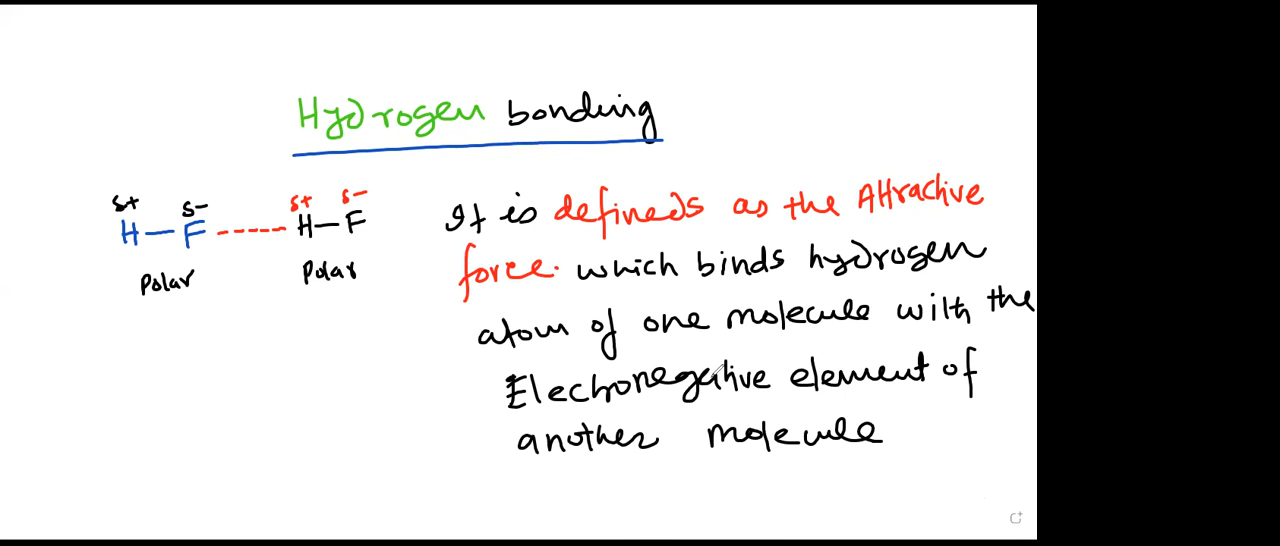 Hydrogen bonding
δ+ δ- δ+ δ-
H—F-----H—F
Polar Polar
It is defineds as the Attractive
force. which binds hydrogen
atom of one molecule with the
Electronegative element of
another molecule